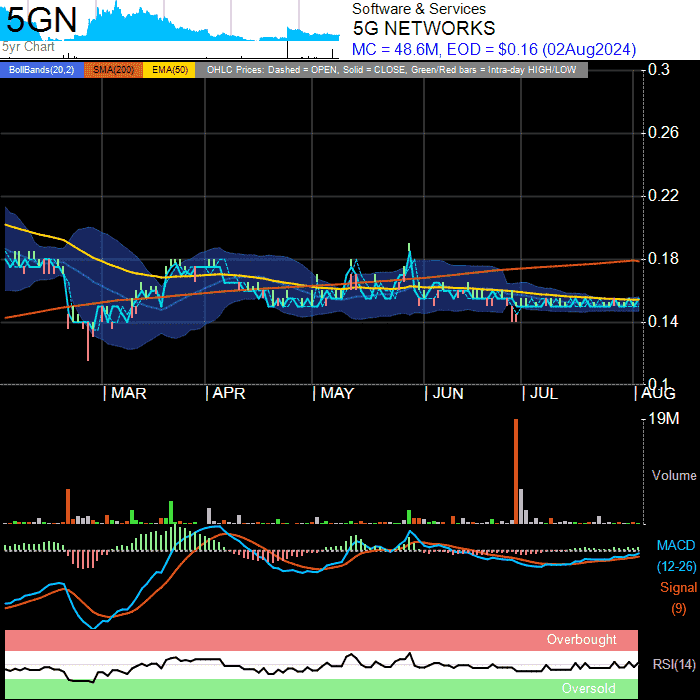 5GN
5yr Chart
Software & Services
5G NETWORKS
MC = 48.6M, EOD = $0.16 (02Aug2024)
BollBands(20,2) SMA(200) EMA(50) OHLC Prices: Dashed = OPEN, Solid = CLOSE, Green/Red bars = Intra-day HIGH/LOW
0.3
0.26
0.22
0.18
0.14
0.1
MAR APR MAY JUN JUL AUG
19M
Volume
MACD
(12-26)
Signal
(9)
Overbought
RSI(14)
Oversold